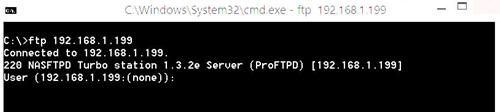 C:\Windows\System32\cmd.exe - ftp 192.168.1.199
C:\>ftp 192.168.1.199
Connected to 192.168.1.199.
220 NASFTPD Turbo station 1.3.2e Server (ProFTPD) [192.168.1.199]
User (192.168.1.199:(none)):